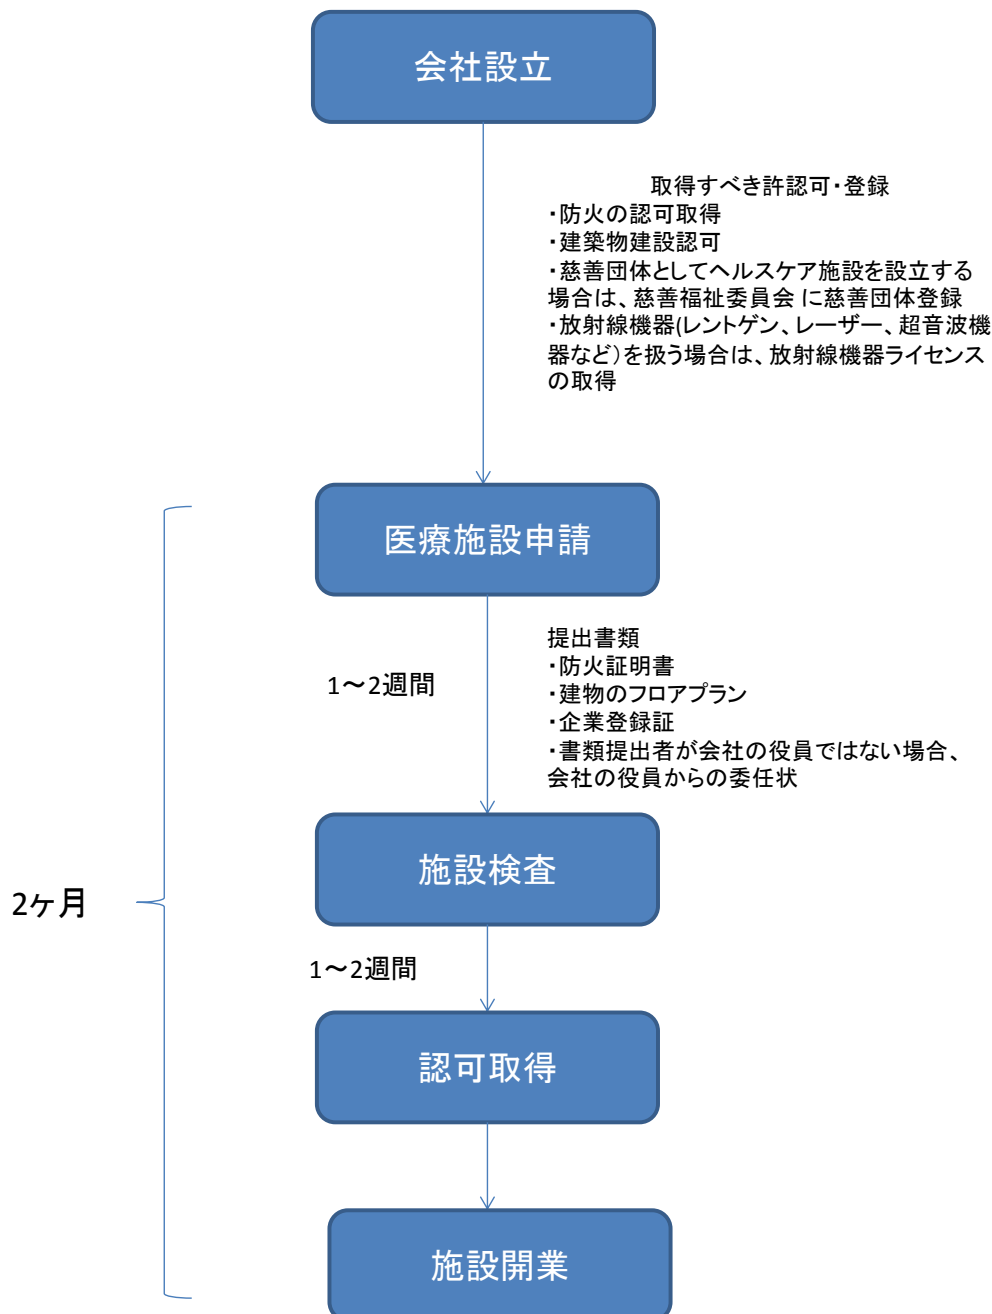 会社設立
取得すべき許認可・登録
・防火の認可取得
・建築物建設認可
・慈善団体としてヘルスケア施設を設立する
場合は、慈善福祉委員会 に慈善団体登録
・放射線機器(レントゲン、レーザー、超音波機
器など)を扱う場合は、放射線機器ライセンス
の取得
医療施設申請
1～2週間
提出書類
・防火証明書
・建物のフロアプラン
・企業登録証
・書類提出者が会社の役員ではない場合、
会社の役員からの委任状
施設検査
2ヶ月
1～2週間
認可取得
施設開業